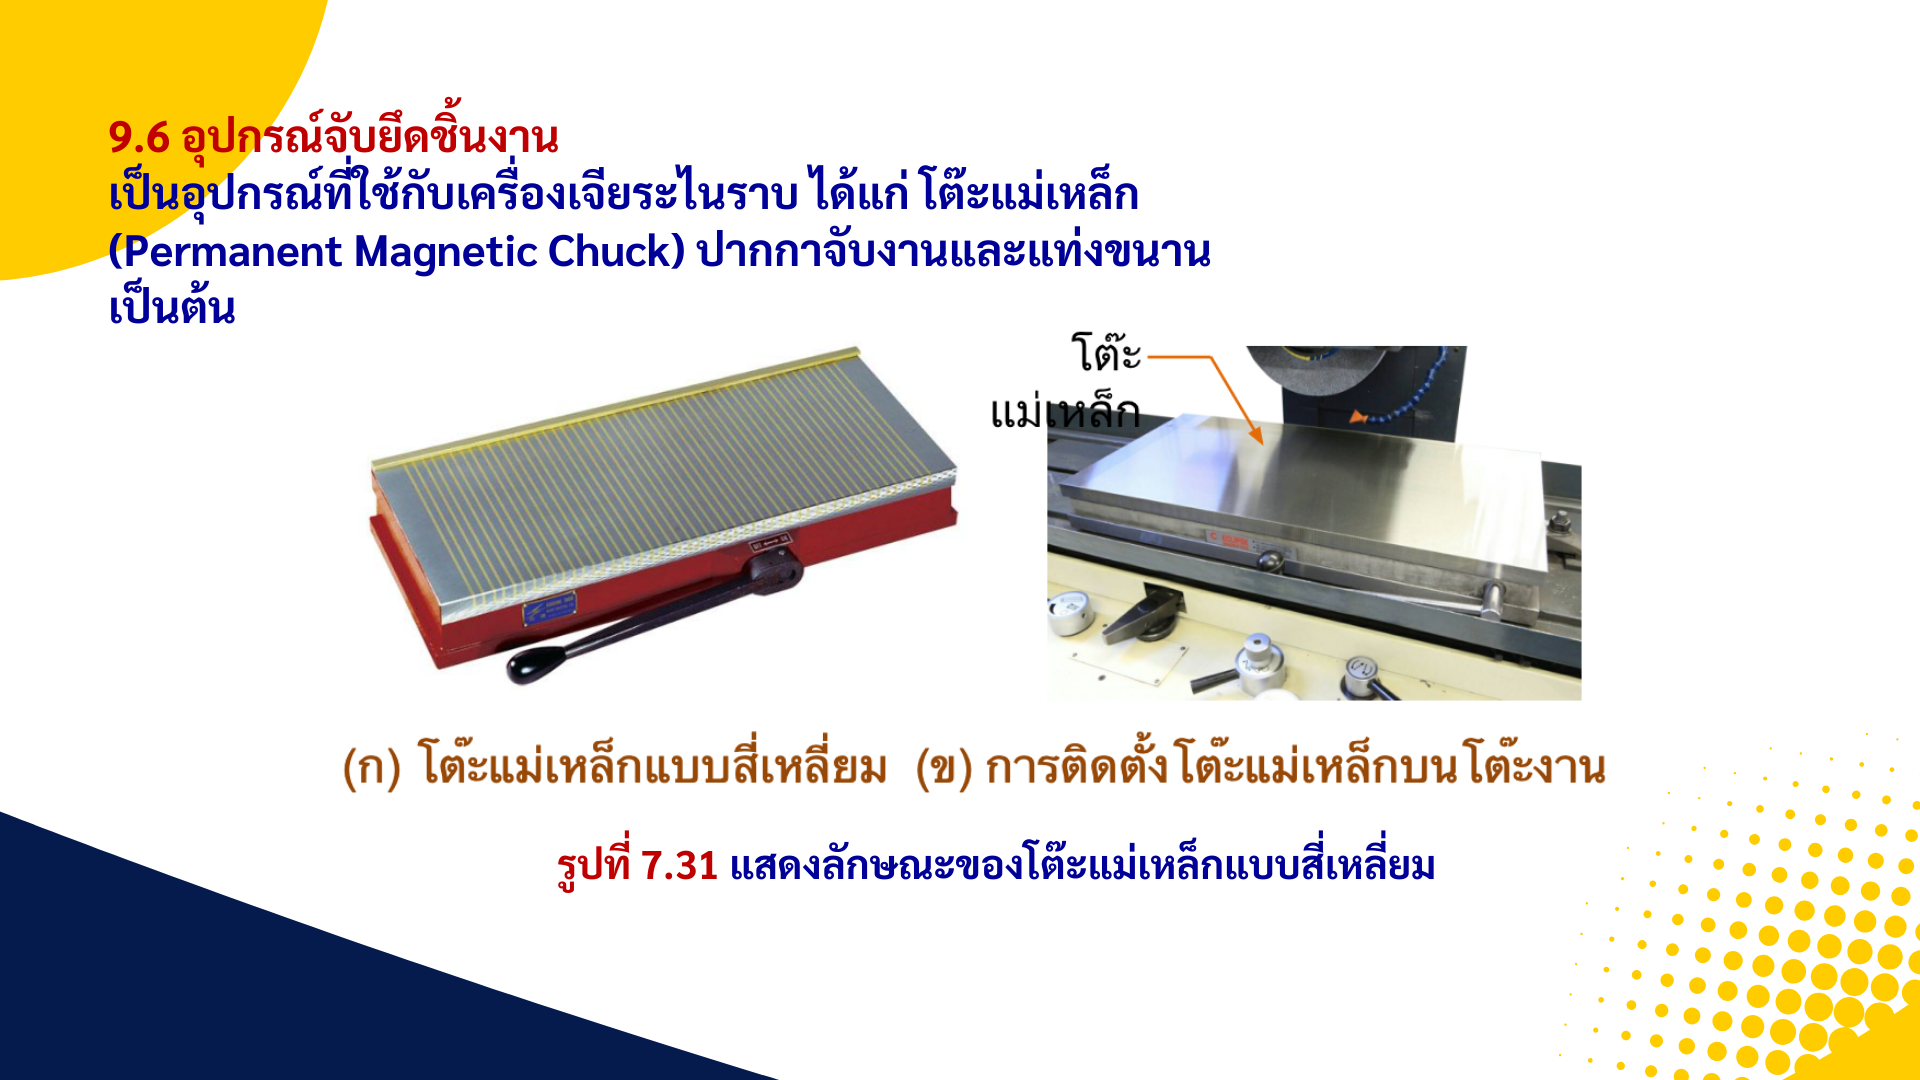 9.6 อุปกรณ์จับยึดชิ้นงาน
เป็นอุปกรณ์ที่ใช้กับเครื่องเจียระไนราบ ได้แก่ โต๊ะแม่เหล็ก
(Permanent Magnetic Chuck) ปากกาจับงานและแท่งขนาน
เป็นต้น
โต๊ะ
แม่เหล็ก
(ก) โต๊ะแม่เหล็กแบบสี่เหลี่ยม (ข) การติดตั้งโต๊ะแม่เหล็กบนโต๊ะงาน
รูปที่ 7.31 แสดงลักษณะของโต๊ะแม่เหล็กแบบสี่เหลี่ยม